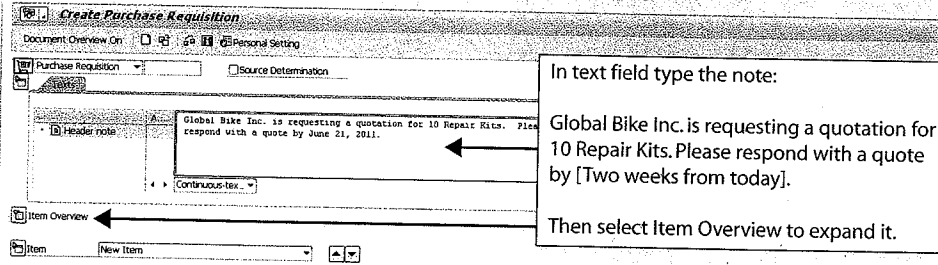 Create Purchase Requisition
Document Overview On Personal Setting
Purchase Requisition Source Determination
Texts
Header note
Global Bike Inc. is requesting a quotation for 10 Repair Kits. Plea
respond with a quote by June 21, 2011.
Continuous-tex...
Item Overview
Item New Item
In text field type the note:
Global Bike Inc. is requesting a quotation for
10 Repair Kits. Please respond with a quote
by [Two weeks from today].
Then select Item Overview to expand it.